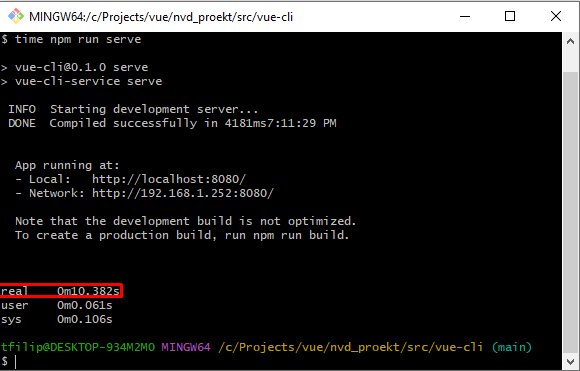 MINGW64:/c/Projects/vue/nvd_proekt/src/vue-cli
$ time npm run serve
> vue-cli@0.1.0 serve
> vue-cli-service serve
INFO  Starting development server...
DONE  Compiled successfully in 4181ms7:11:29 PM
App running at:
- Local:   http://localhost:8080/
- Network: http://192.168.1.252:8080/
Note that the development build is not optimized.
To create a production build, run npm run build.
real    0m10.382s
user    0m0.061s
sys     0m0.106s
tfilip@DESKTOP-934M2MO MINGW64 /c/Projects/vue/nvd_proekt/src/vue-cli (main)
$